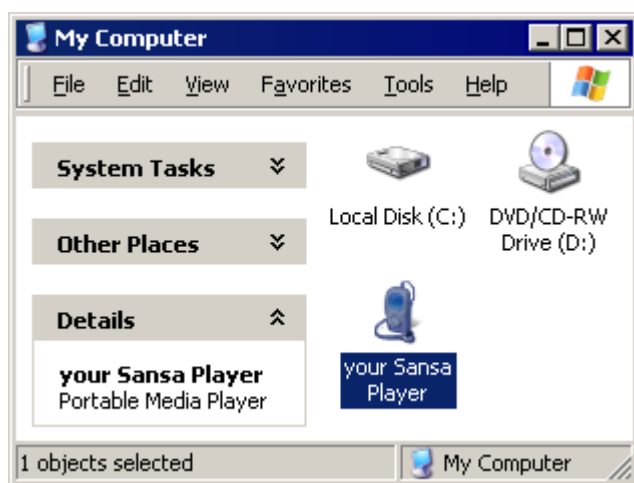 My Computer
File Edit View Favorites Tools Help
System Tasks
Other Places
Details
your Sansa Player
Portable Media Player
Local Disk (C:)
DVD/CD-RW
Drive (D:)
your Sansa
Player
1 objects selected
My Computer